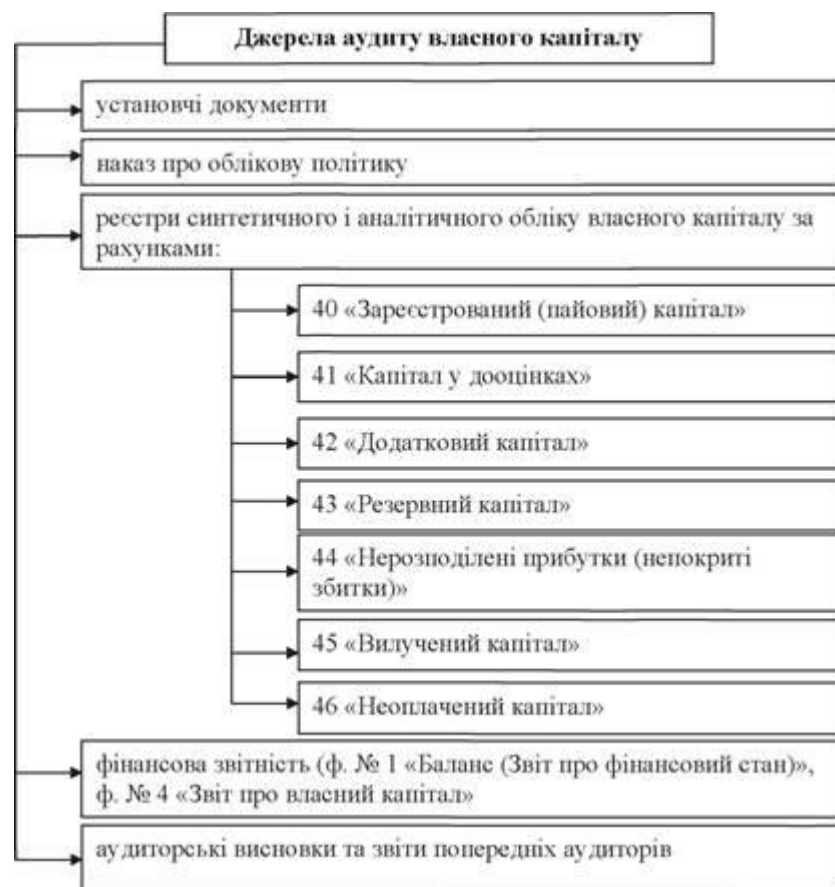 Джерела аудиту власного капіталу
установчі документи
наказ про облікову політику
реєстри синтетичного і аналітичного обліку власного капіталу за
рахунками:
40 «Зареєстрований (пайовий) капітал»
41 «Капітал у дооцінках»
42 «Додатковий капітал»
43 «Резервний капітал»
44 «Нерозподілені прибутки (непокриті
збитки)»
45 «Вилучений капітал»
46 «Неоплачений капітал»
фінансова звітність (ф. № 1 «Баланс (Звіт про фінансовий стан)»,
ф. № 4 «Звіт про власний капітал»
аудиторські висновки та звіти попередніх аудиторів